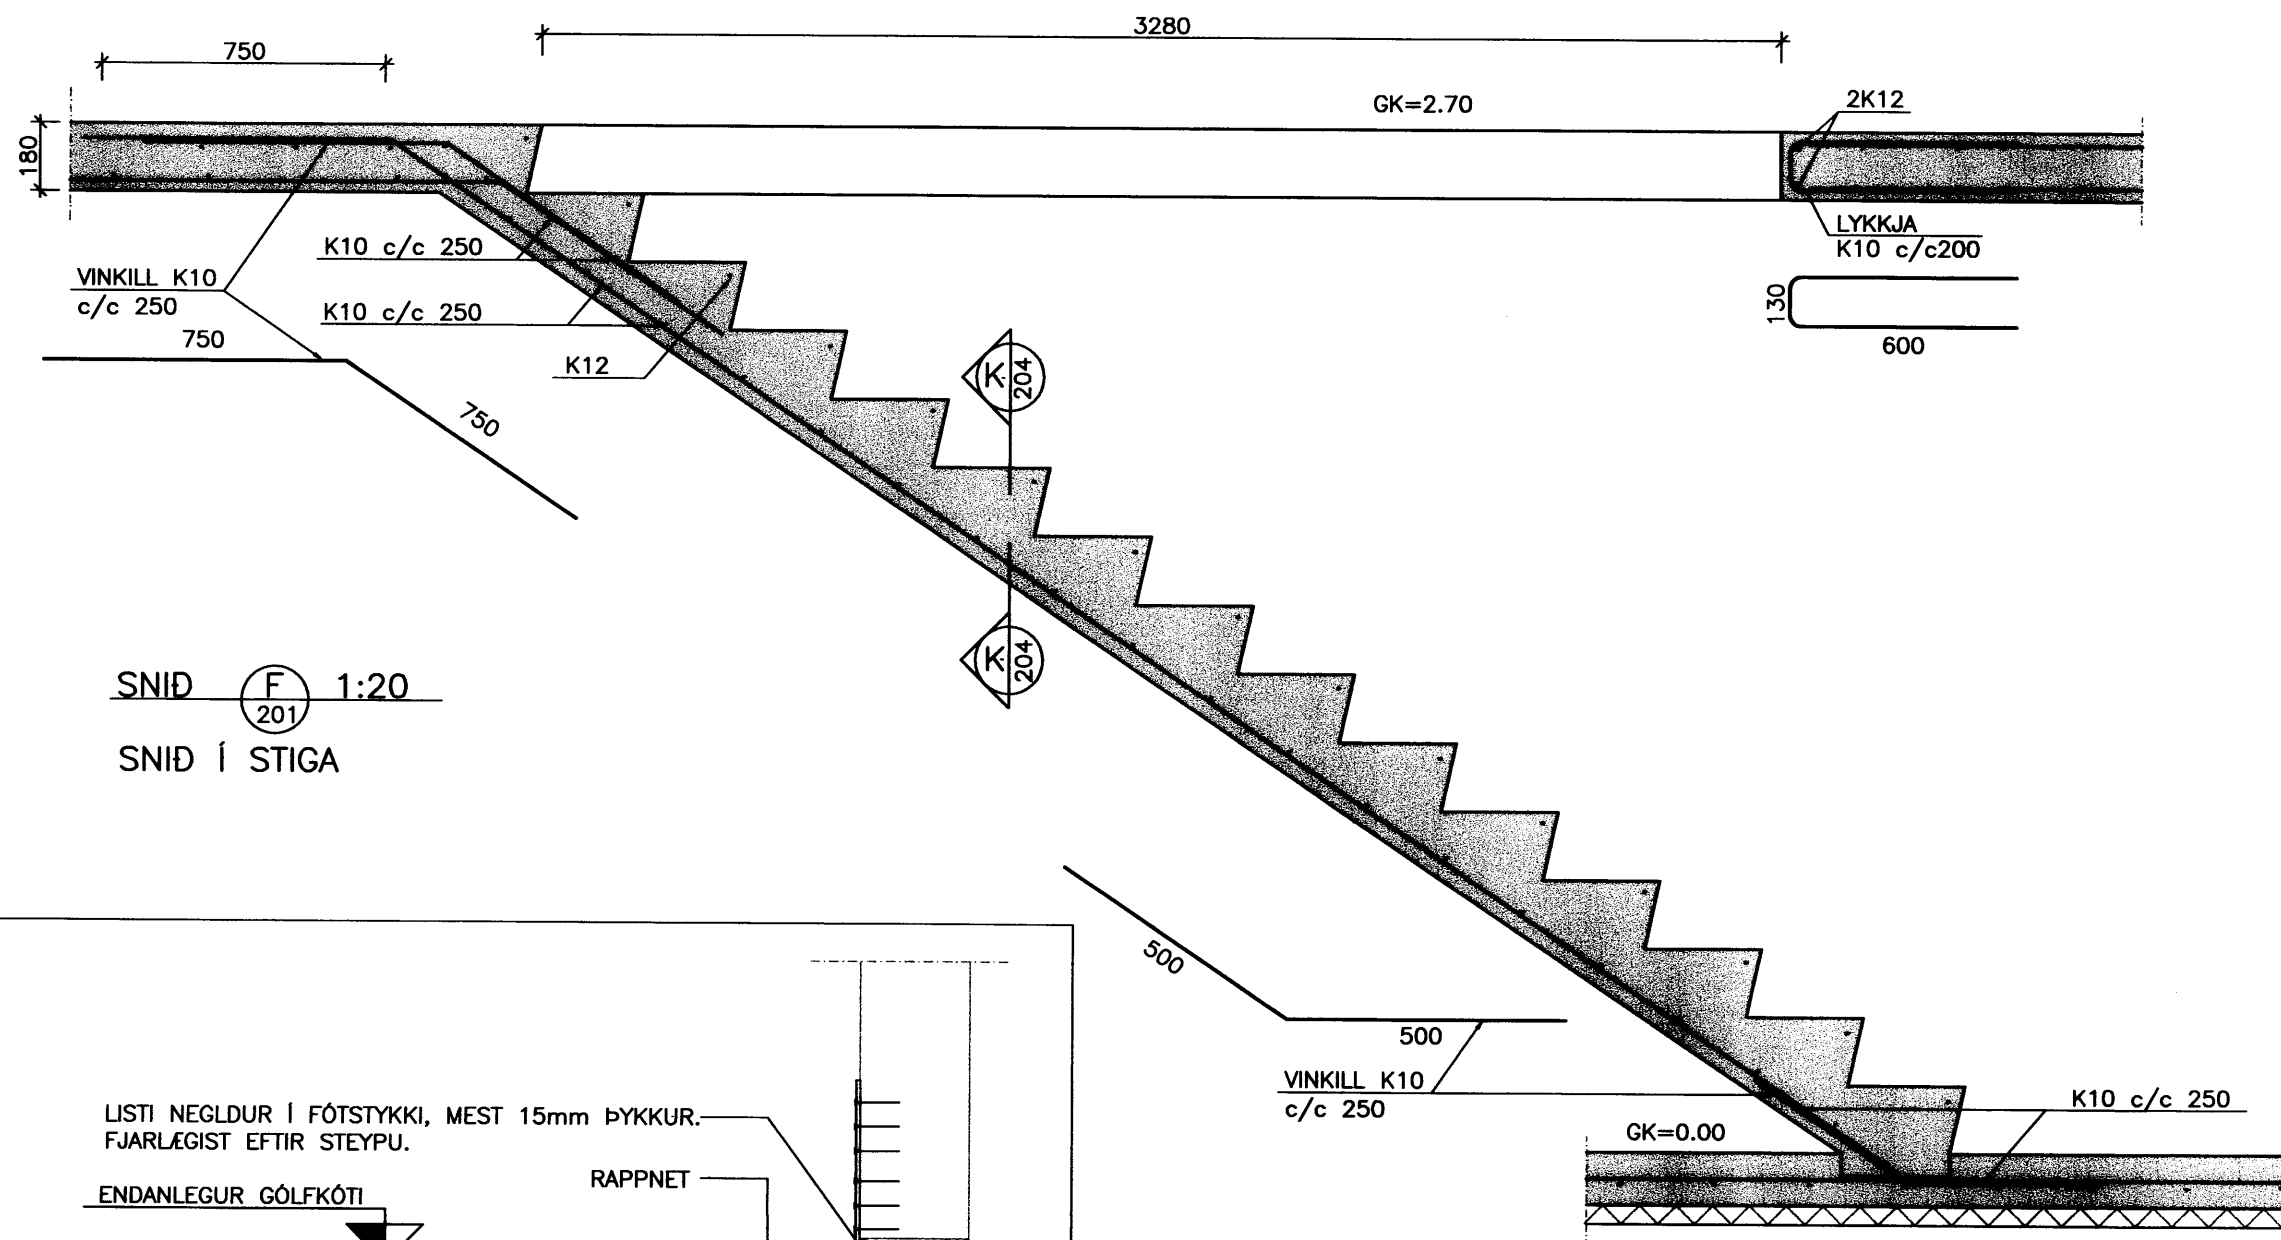 3280
750
GK=2.70
2K12
180
LYKKJA
K10 c/c200
K10 c/c 250
VINKILL K10
c/c 250
K10 c/c 250
130
750
600
K12
K
204
750
K
204
SNIÐ F 1:20
201
SNIÐ Í STIGA
500
500
VINKILL K10
c/c 250
K10 c/c 250
LISTI NEGLDUR Í FÓTSTYKKI, MEST 15mm ÞYKKUR.
FJARLÆGIST EFTIR STEYPU.
GK=0.00
RAPPNET
ENDANLEGUR GÓLFKÓTI